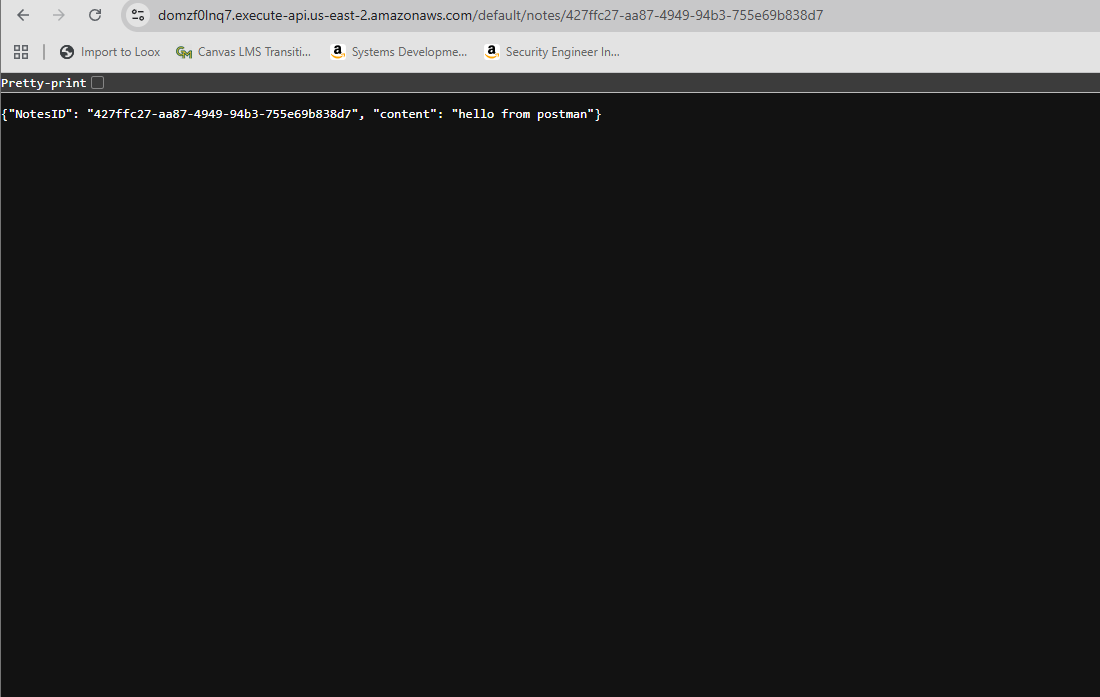 domzf0lnq7.execute-api.us-east-2.amazonaws.com/default/notes/427ffc27-aa87-4949-94b3-755e69b838d7
Import to Loox GM Canvas LMS Transiti... a Systems Developme... a Security Engineer In...
Pretty-print
{"NotesID": "427ffc27-aa87-4949-94b3-755e69b838d7", "content": "hello from postman"}